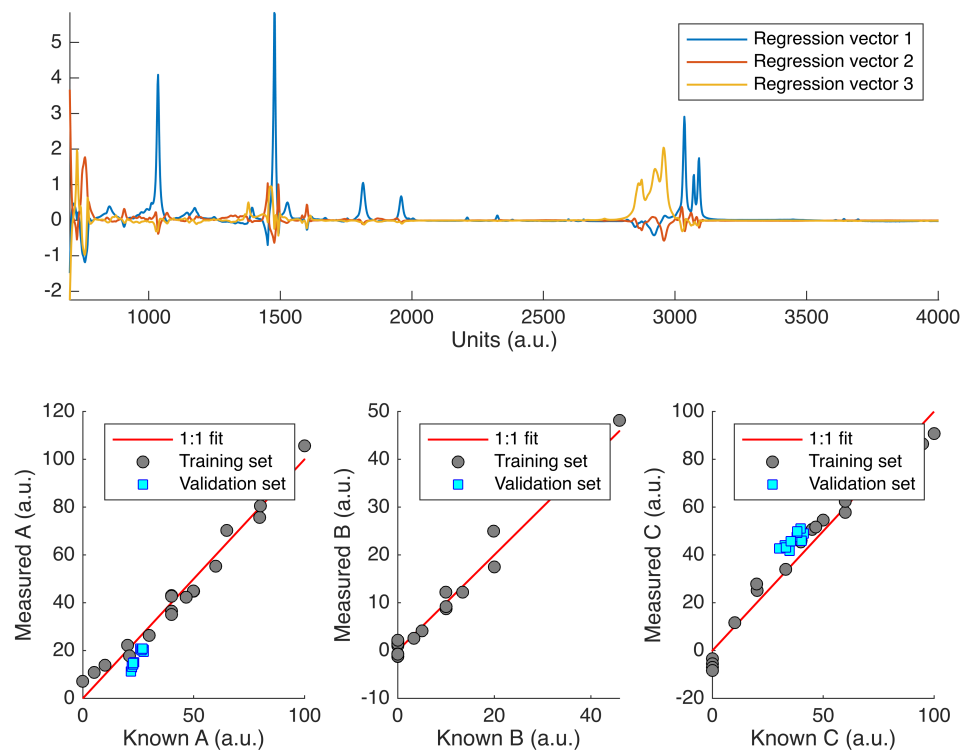 5
4
3
2
1
0
-1
-2
Regression vector 1
Regression vector 2
Regression vector 3
1000 1500 2000 2500 3000 3500 4000
Units (a.u.)
120
100
80
60
40
20
0
Measured A (a.u.)
1:1 fit
Training set
Validation set
0 50 100
Known A (a.u.)
50
40
30
20
10
0
-10
Measured B (a.u.)
1:1 fit
Training set
Validation set
0 20 40
Known B (a.u.)
100
80
60
40
20
0
-20
Measured C (a.u.)
1:1 fit
Training set
Validation set
0 50 100
Known C (a.u.)